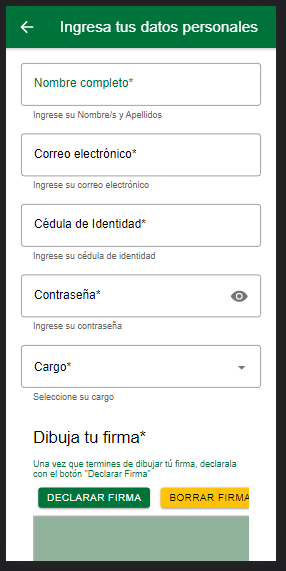 Ingresa tus datos personales
Nombre completo*
Ingrese su Nombre/s y Apellidos
Correo electrónico*
Ingrese su correo electrónico
Cédula de Identidad*
Ingrese su cédula de identidad
Contraseña*
Ingrese su contraseña
Cargo*
Seleccione su cargo
Dibuja tu firma*
Una vez que termines de dibujar tú firma, declarala
con el botón "Declarar Firma"
DECLARAR FIRMA BORRAR FIRMA